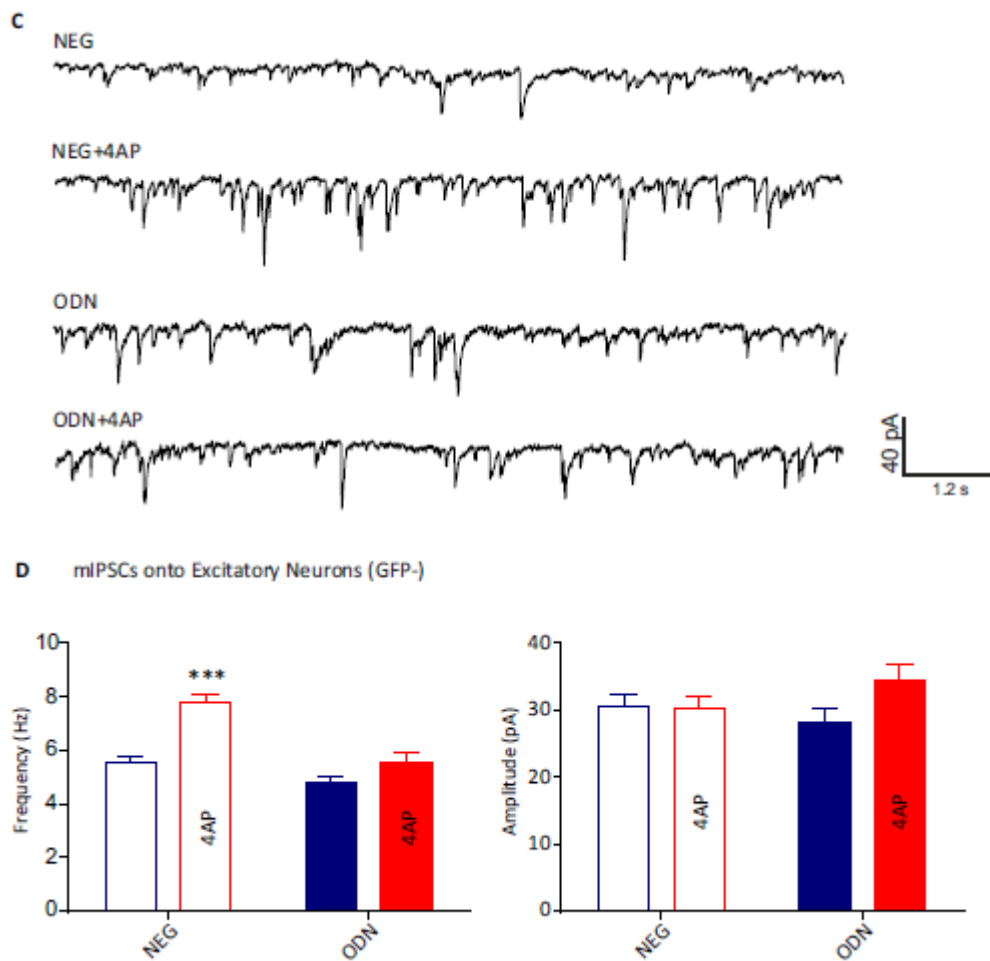 C
NEG
NEG+4AP
ODN
ODN+4AP
40 pA
1.2 s
D mIPSCs onto Excitatory Neurons (GFP-)
Frequency (Hz)
10
8
6
4
2
0
***
4AP
4AP
NEG
ODN
Amplitude (pA)
40
30
20
10
0
4AP
4AP
NEG
ODN